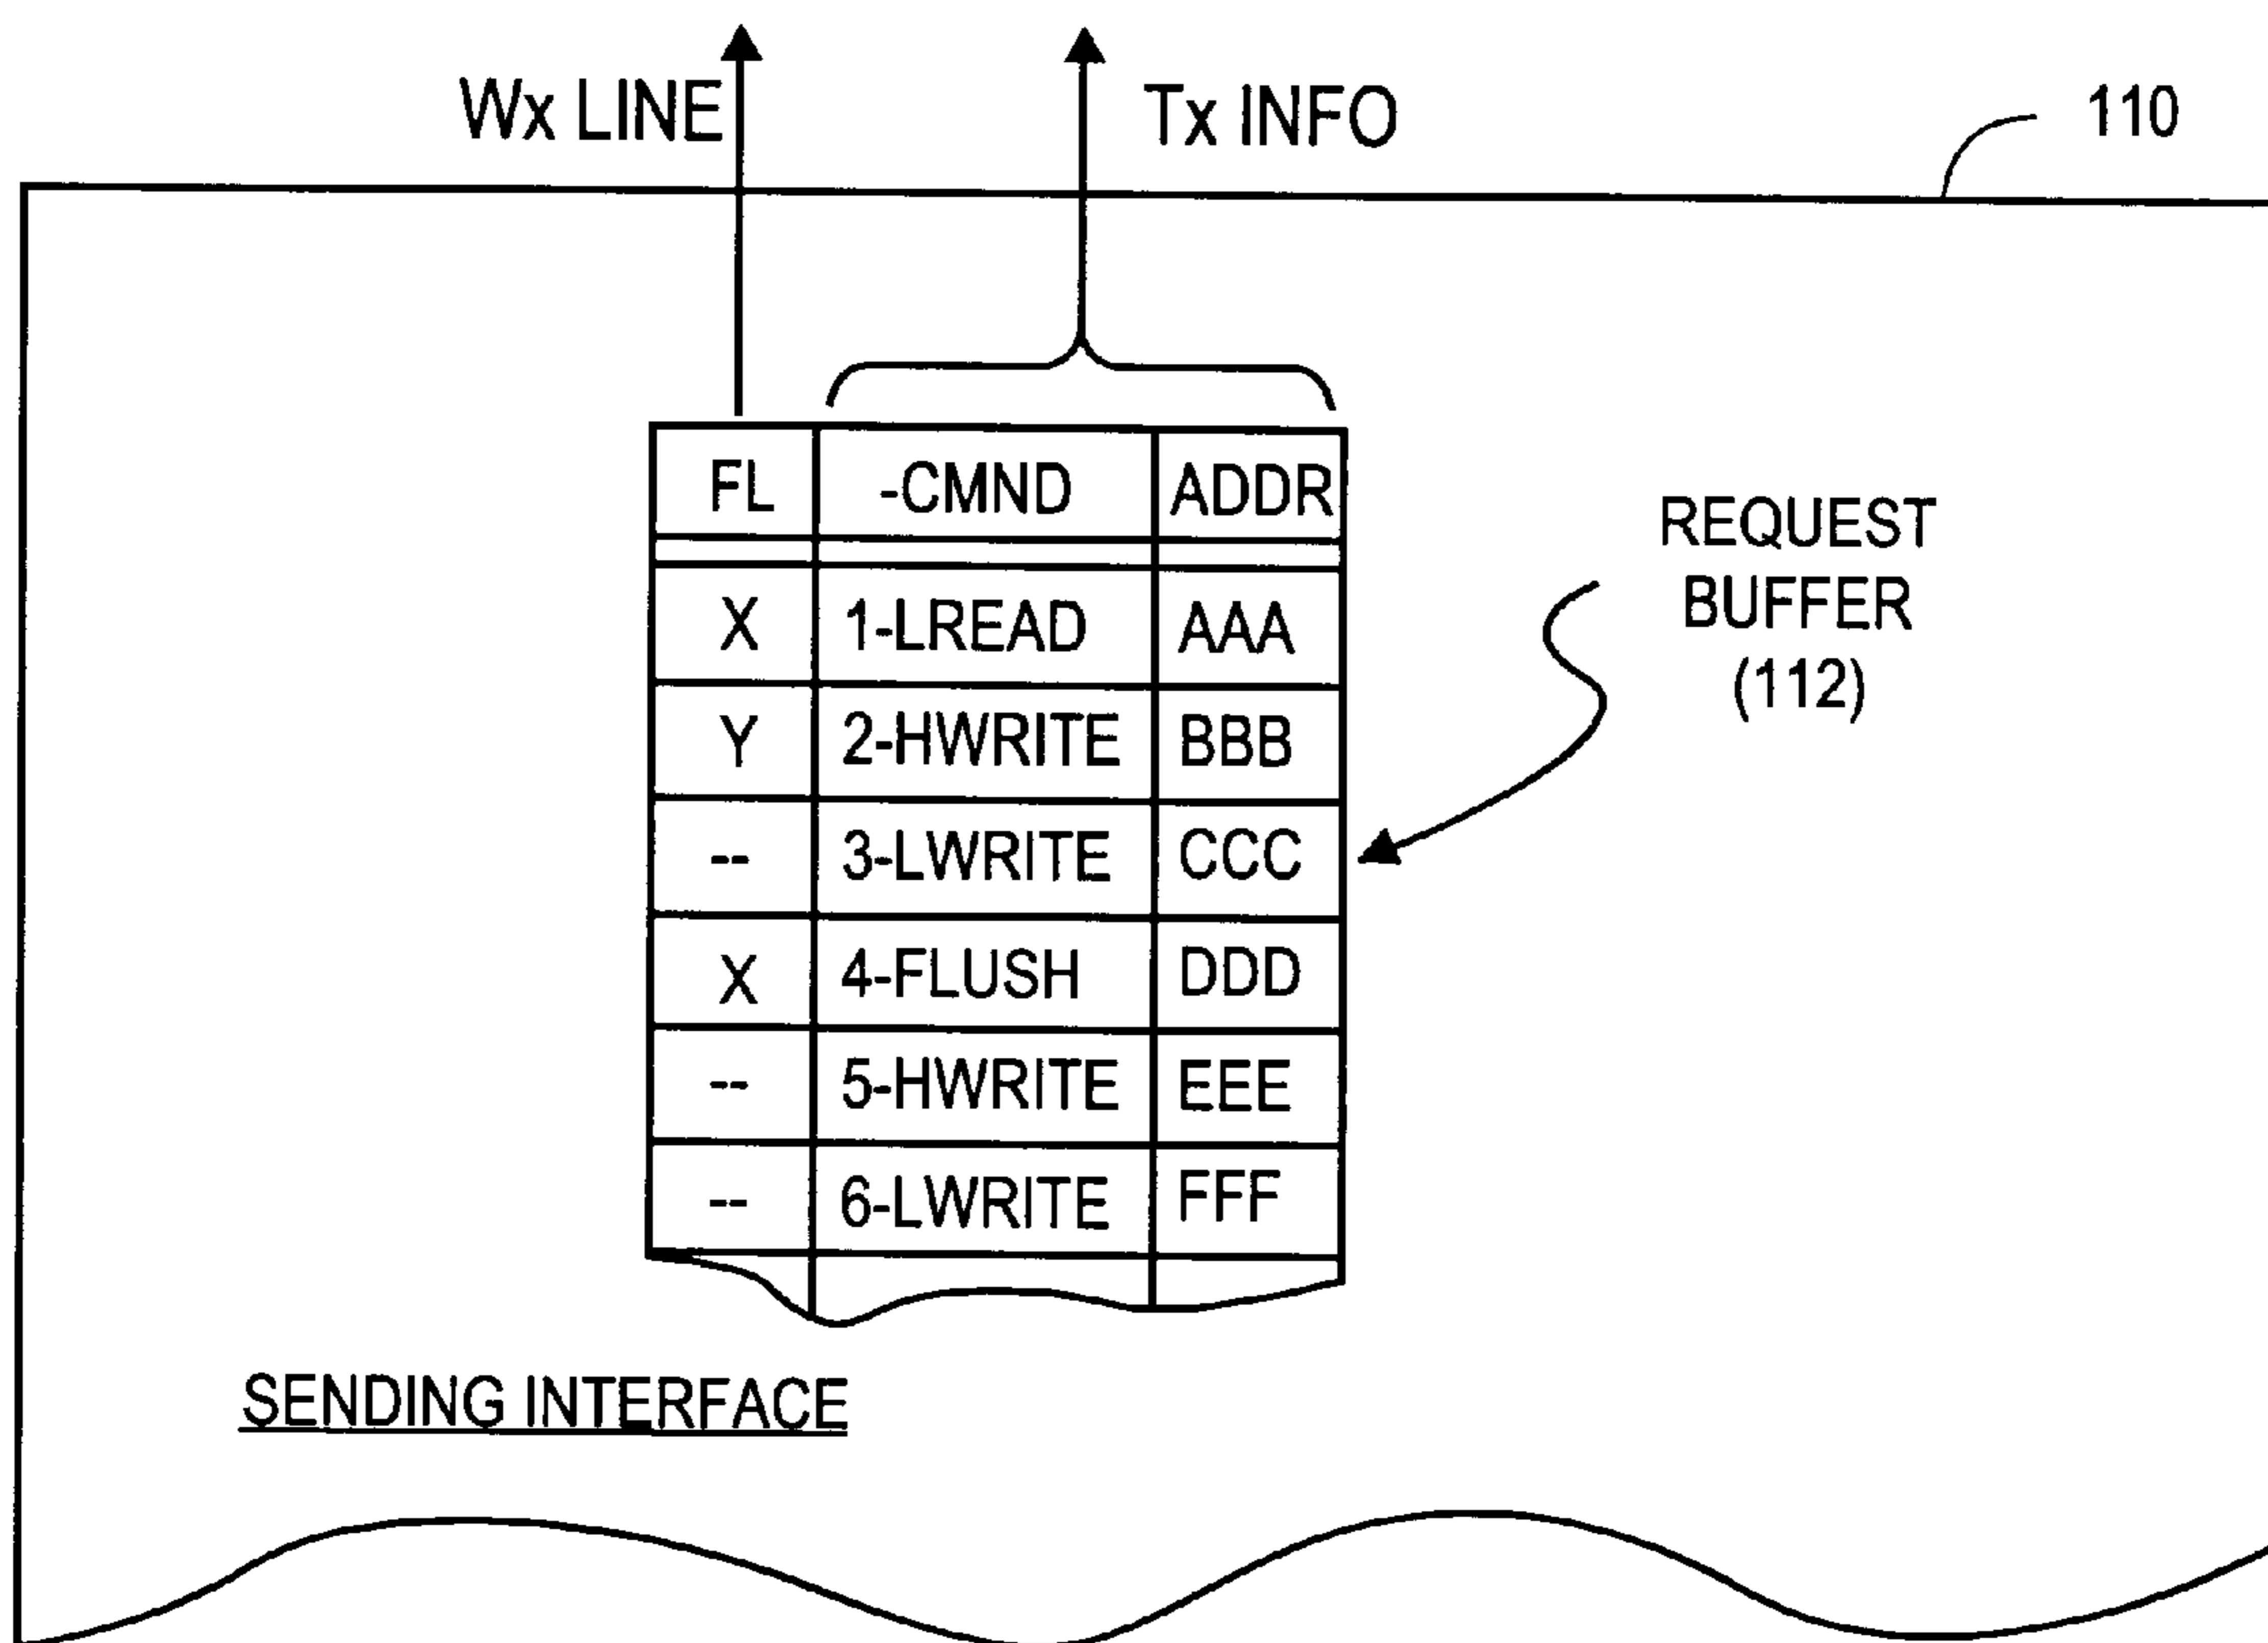 Wx LINE
Tx INFO
110
FL -CMND ADDR
X 1-LREAD AAA
Y 2-HWRITE BBB
-- 3-LWRITE CCC
X 4-FLUSH DDD
-- 5-HWRITE EEE
-- 6-LWRITE FFF
REQUEST
BUFFER
(112)
SENDING INTERFACE